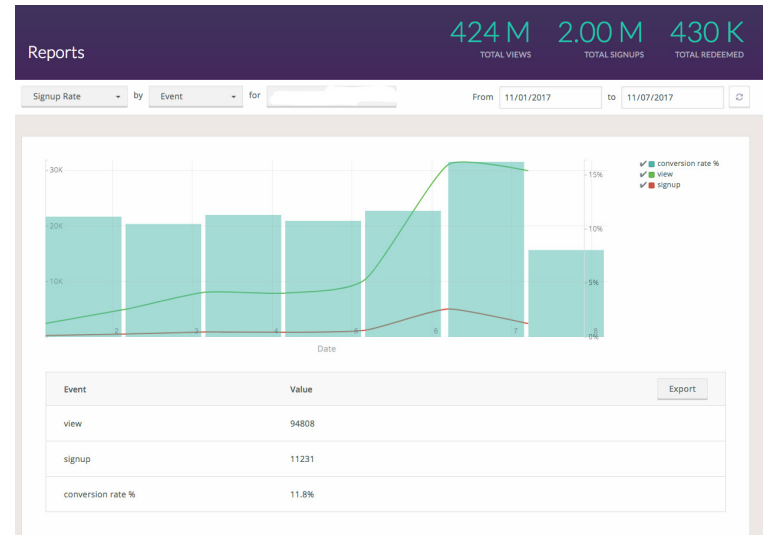 Reports
424 M 2.00 M 430 K
TOTAL VIEWS TOTAL SIGNUPS TOTAL REDEEMED
Signup Rate by Event for From 11/01/2017 to 11/07/2017
30K
20K
10K
15%
10%
5%
0%
2 3 4 5 6 7 8
Date
conversion rate %
view
signup
Event Value Export
view 94808
signup 11231
conversion rate % 11.8%